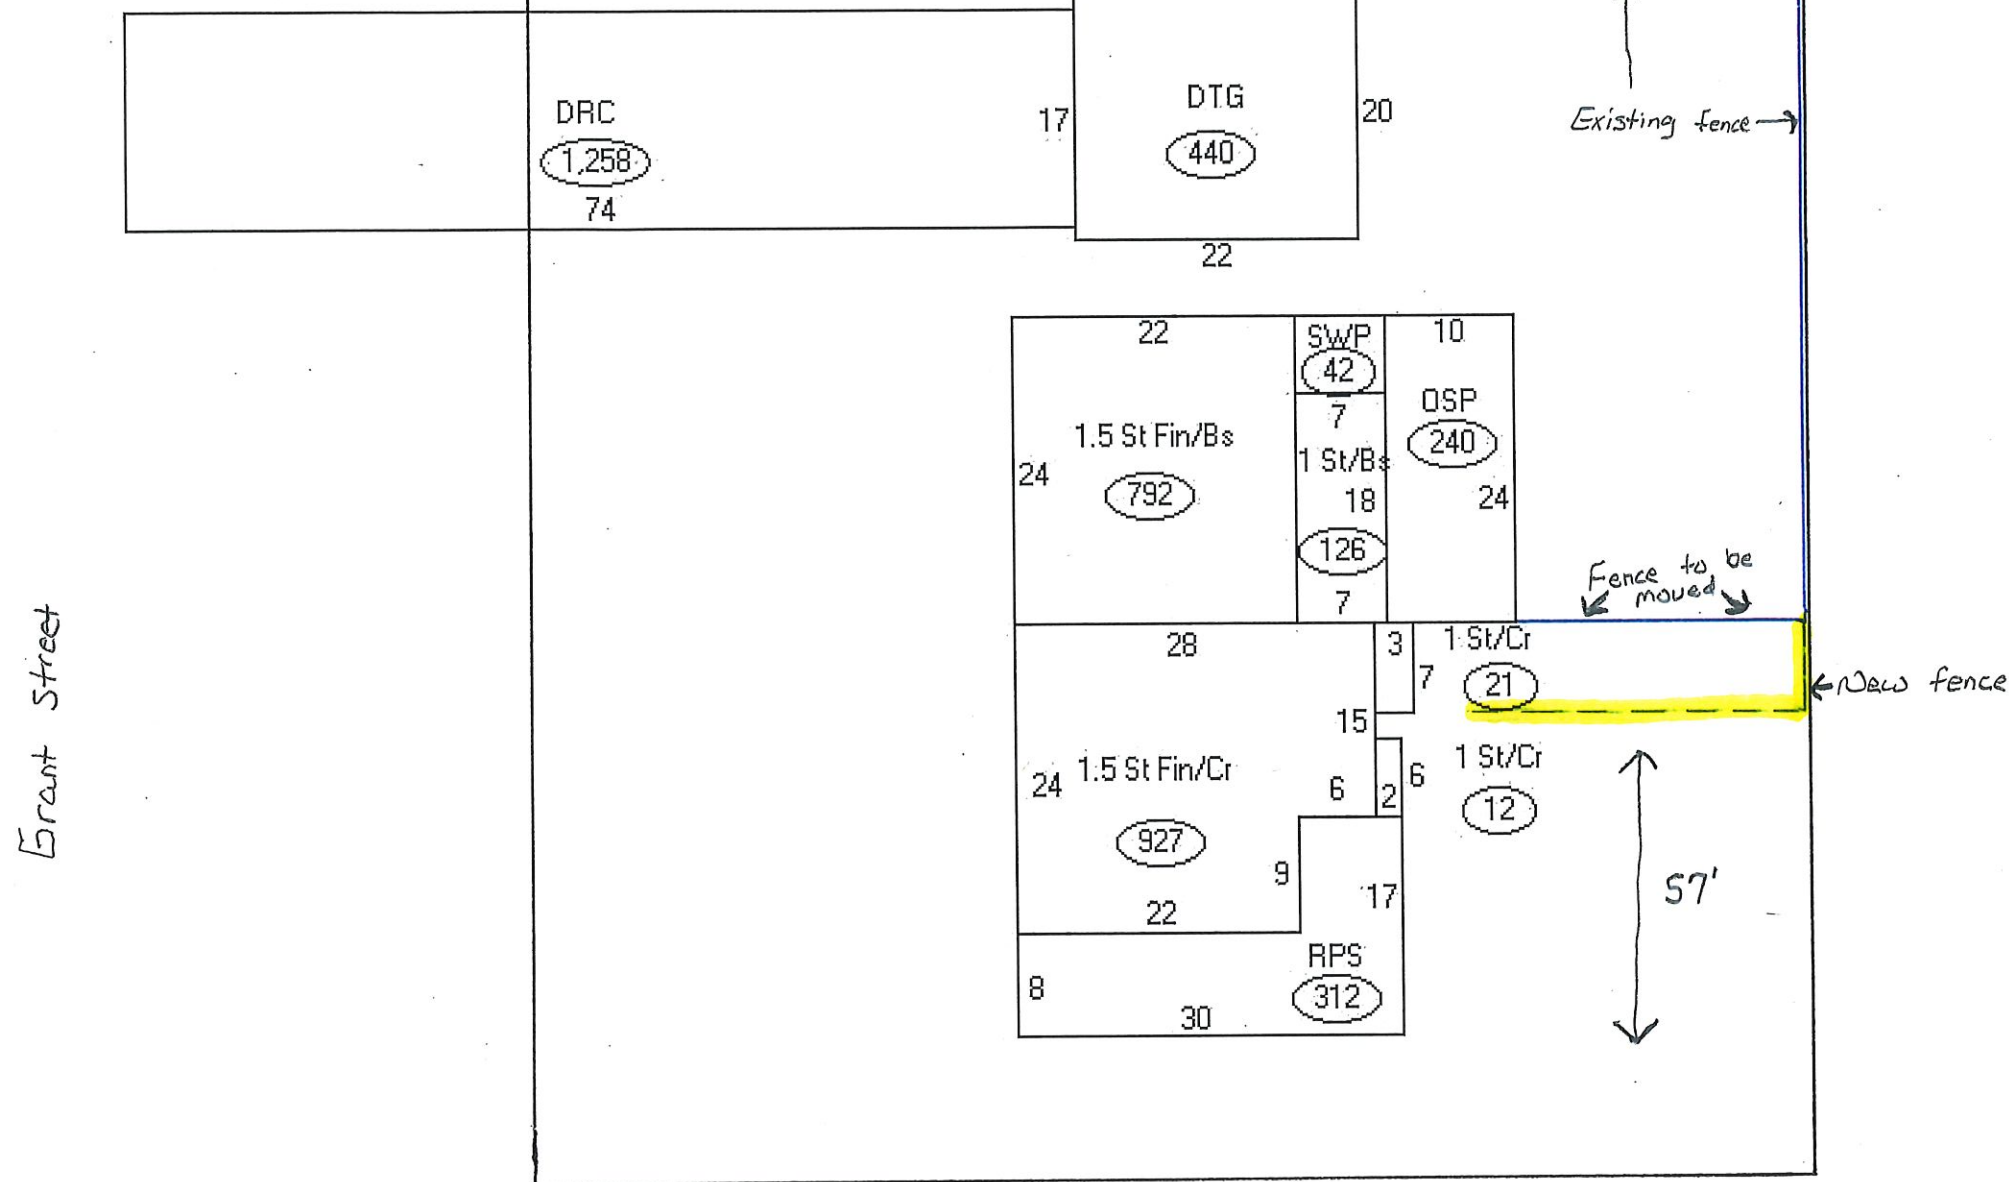 DRC
1,258
74
17
DTG
440
20
22
Existing fence
22
SWP
42
10
7
OSP
240
1.5 St Fin/Bs
792
24
1 St/Bs
18
126
24
7
Fence to be
moved
28
3
7
1 St/Cr
21
New fence
15
24
1.5 St Fin/Cr
927
6
2
6
1 St/Cr
12
9
17
57'
22
RPS
312
8
30
Grant Street